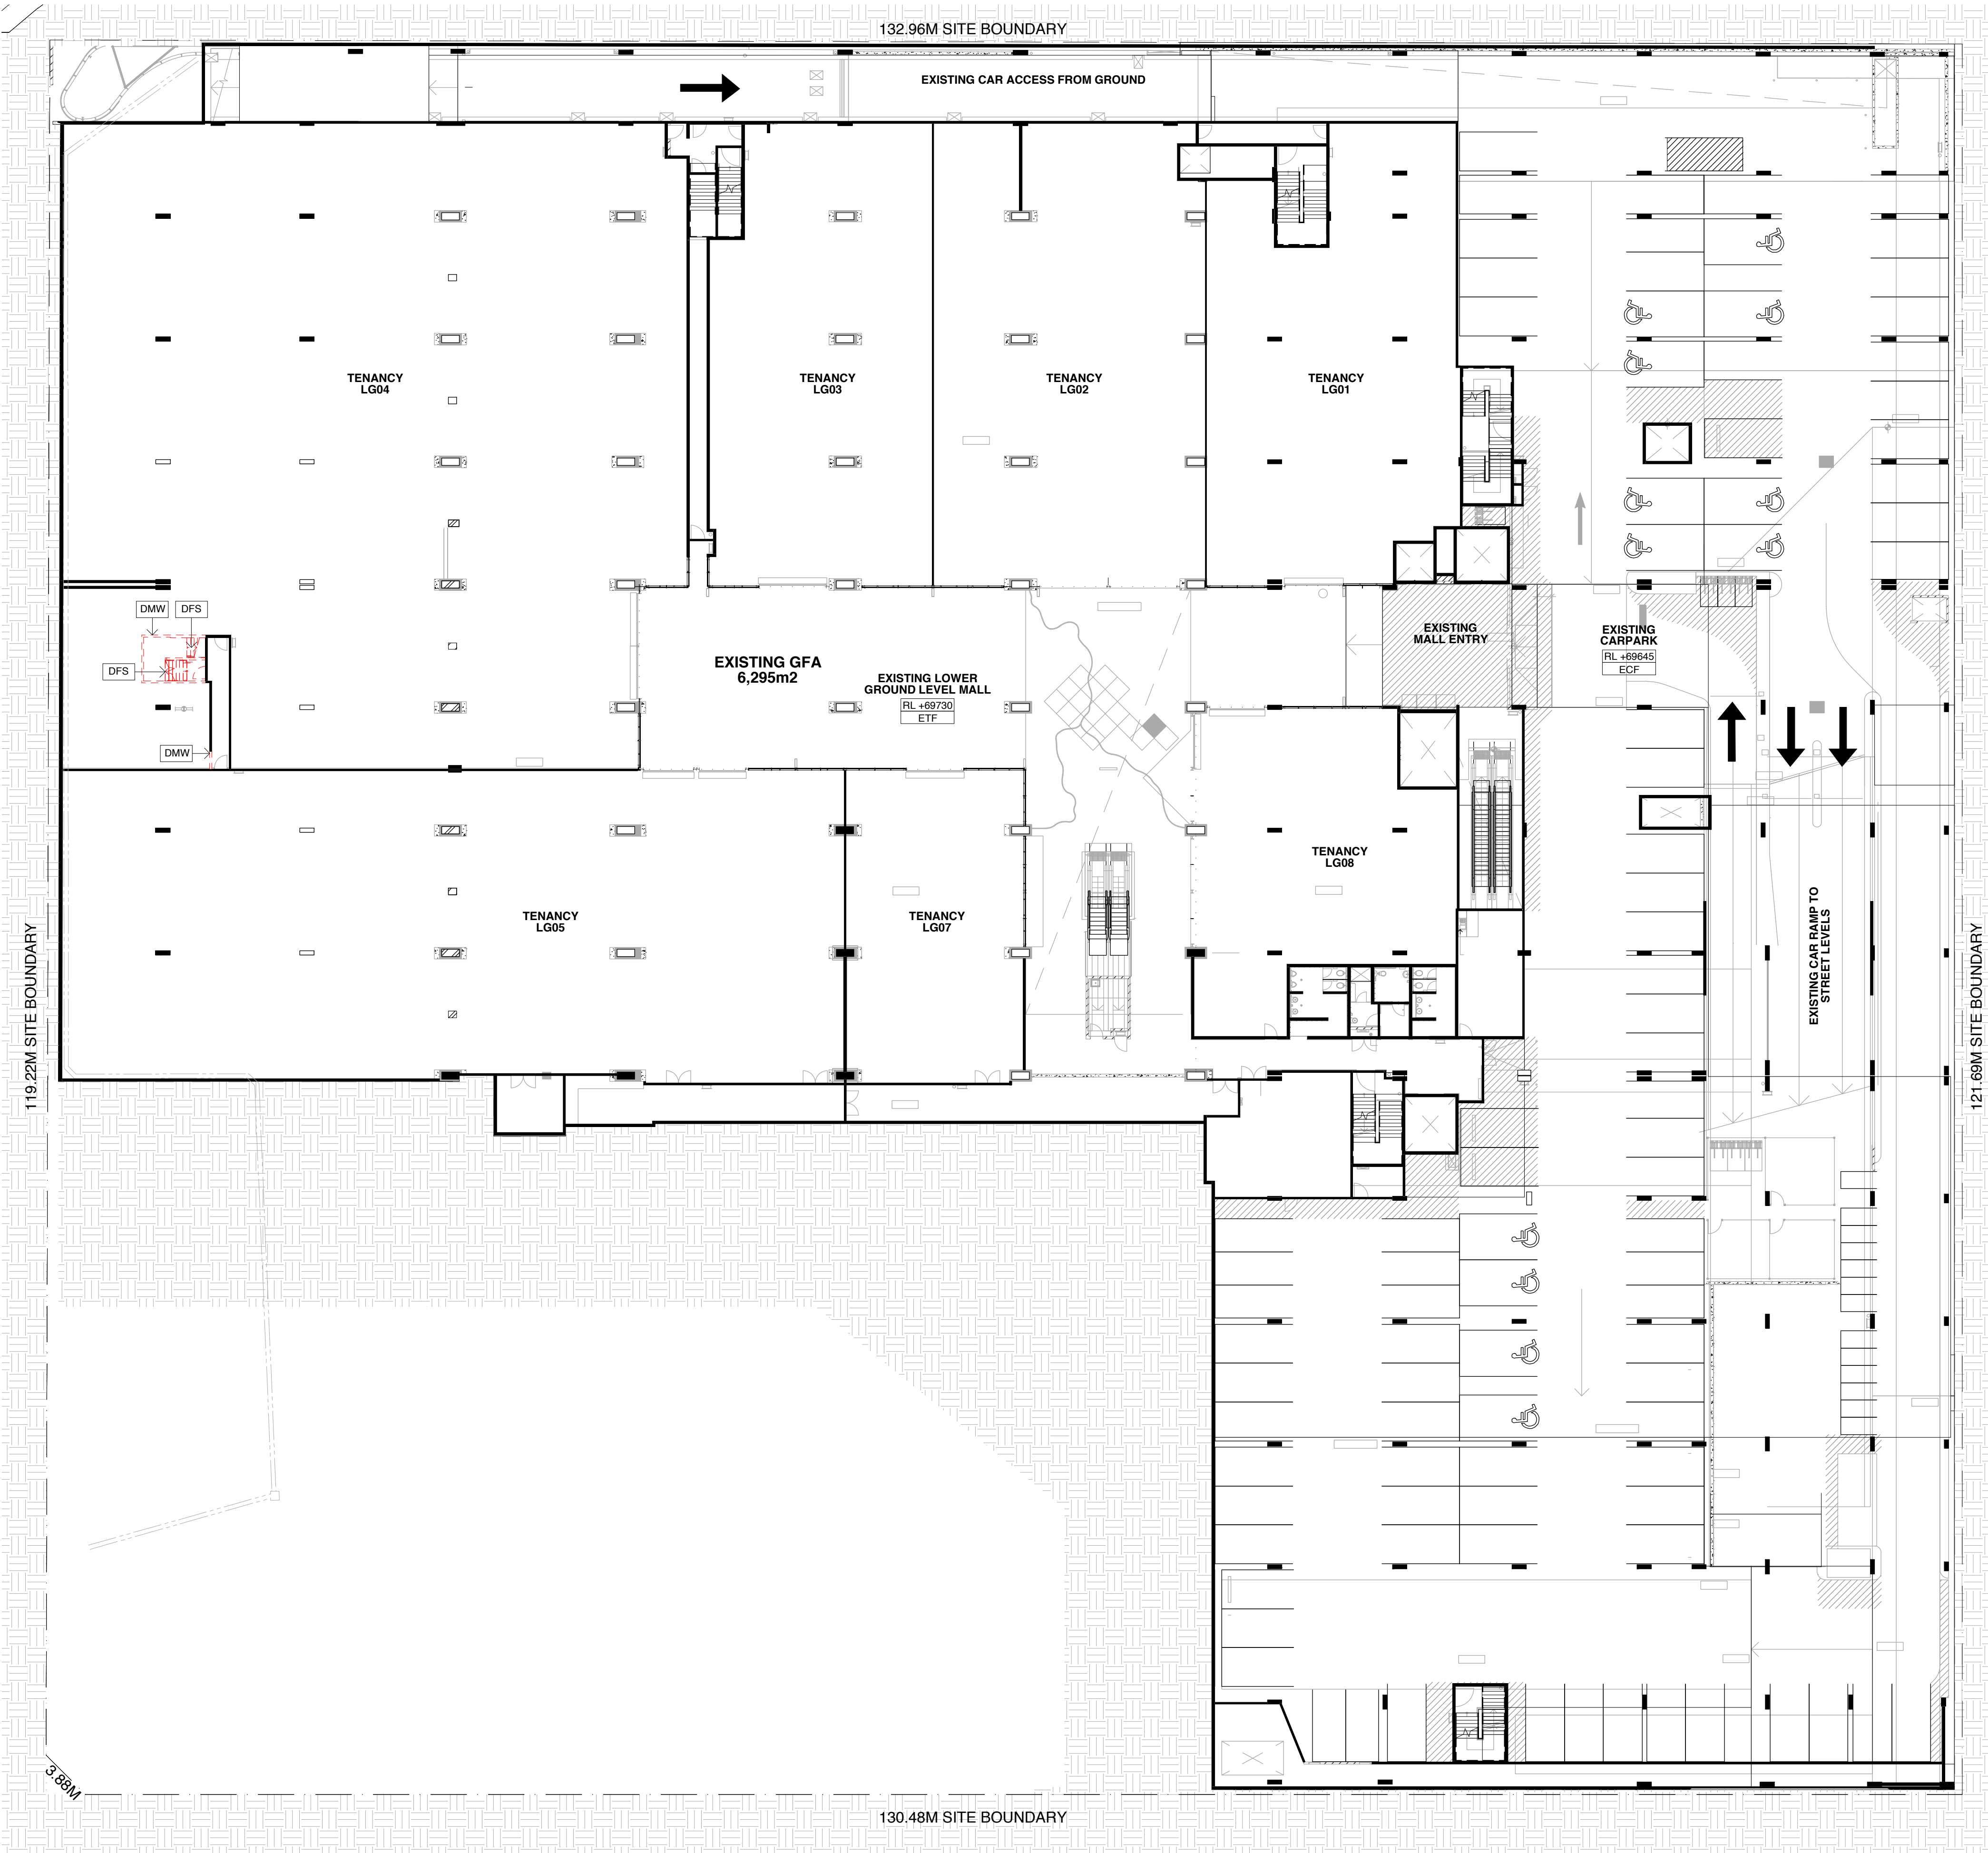 132.96M SITE BOUNDARY
EXISTING CAR ACCESS FROM GROUND
TENANCY
LG04
TENANCY
LG03
TENANCY
LG02
TENANCY
LG01
DMW
DFS
DFS
DMW
EXISTING GFA
6,295m2
EXISTING LOWER
GROUND LEVEL MALL
RL +69730
ETF
EXISTING
MALL ENTRY
EXISTING
CARPARK
RL +69645
ECF
TENANCY
LG05
TENANCY
LG07
TENANCY
LG08
EXISTING CAR RAMP TO
STREET LEVELS
119.22M SITE BOUNDARY
121.69M SITE BOUNDARY
3.88M
130.48M SITE BOUNDARY